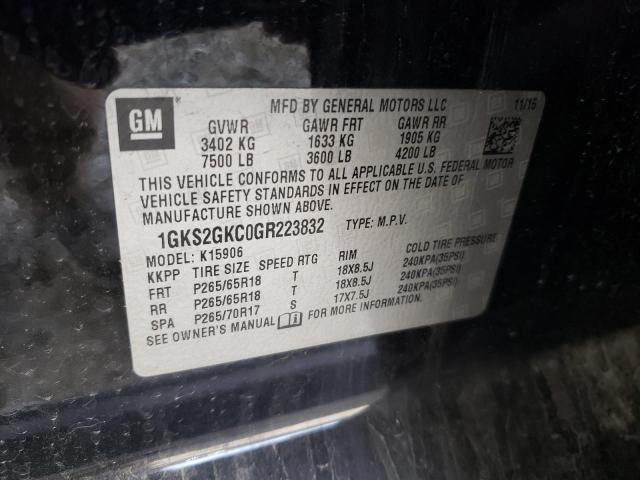 GM
MFD BY GENERAL MOTORS LLC 11/15
GVWR GAWR FRT GAWR RR
3402 KG 1633 KG 1905 KG
7500 LB 3600 LB 4200 LB
THIS VEHICLE CONFORMS TO ALL APPLICABLE U.S. FEDERAL MOTOR
VEHICLE SAFETY STANDARDS IN EFFECT ON THE DATE OF
MANUFACTURE SHOWN ABOVE.
1GKS2GKC0GR223832 TYPE: M.P.V.
MODEL: K15906
KKPP TIRE SIZE SPEED RTG RIM COLD TIRE PRESSURE
FRT P265/65R18 T 18X8.5J 240KPA(35PSI)
RR P265/65R18 T 18X8.5J 240KPA(35PSI)
SPA P265/70R17 S 17X7.5J 240KPA(35PSI)
SEE OWNER'S MANUAL FOR MORE INFORMATION.